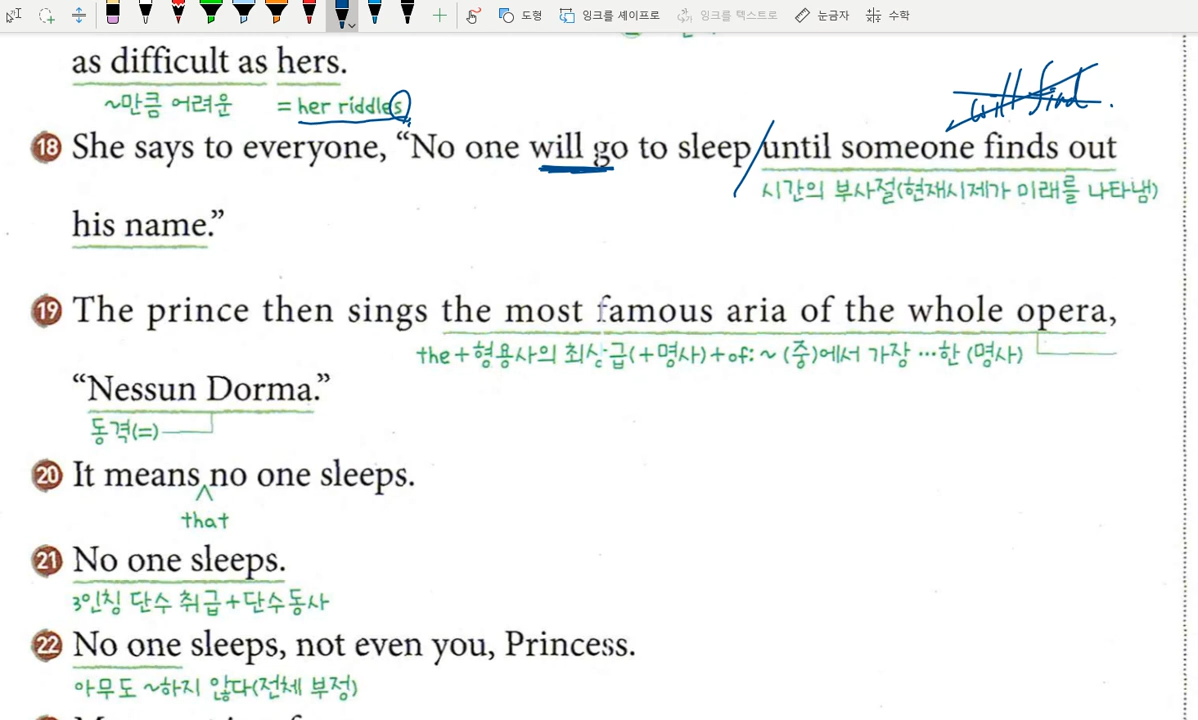 도형 잉크를 셰이프로 잉크를 텍스트로 눈금자 수학
as difficult as hers.
~만큼 어려운 = her riddles
will find
18 She says to everyone, “No one will go to sleep until someone finds out
시간의 부사절(현재시제가 미래를 나타냄)
his name.”
19 The prince then sings the most famous aria of the whole opera,
the+형용사의 최상급(+명사)+of: ~ (중)에서 가장 …한 (명사)
“Nessun Dorma.”
동격(=)
20 It means no one sleeps.
that
21 No one sleeps.
3인칭 단수 취급+단수동사
22 No one sleeps, not even you, Princess.
아무도 ~하지 않다(전체 부정)